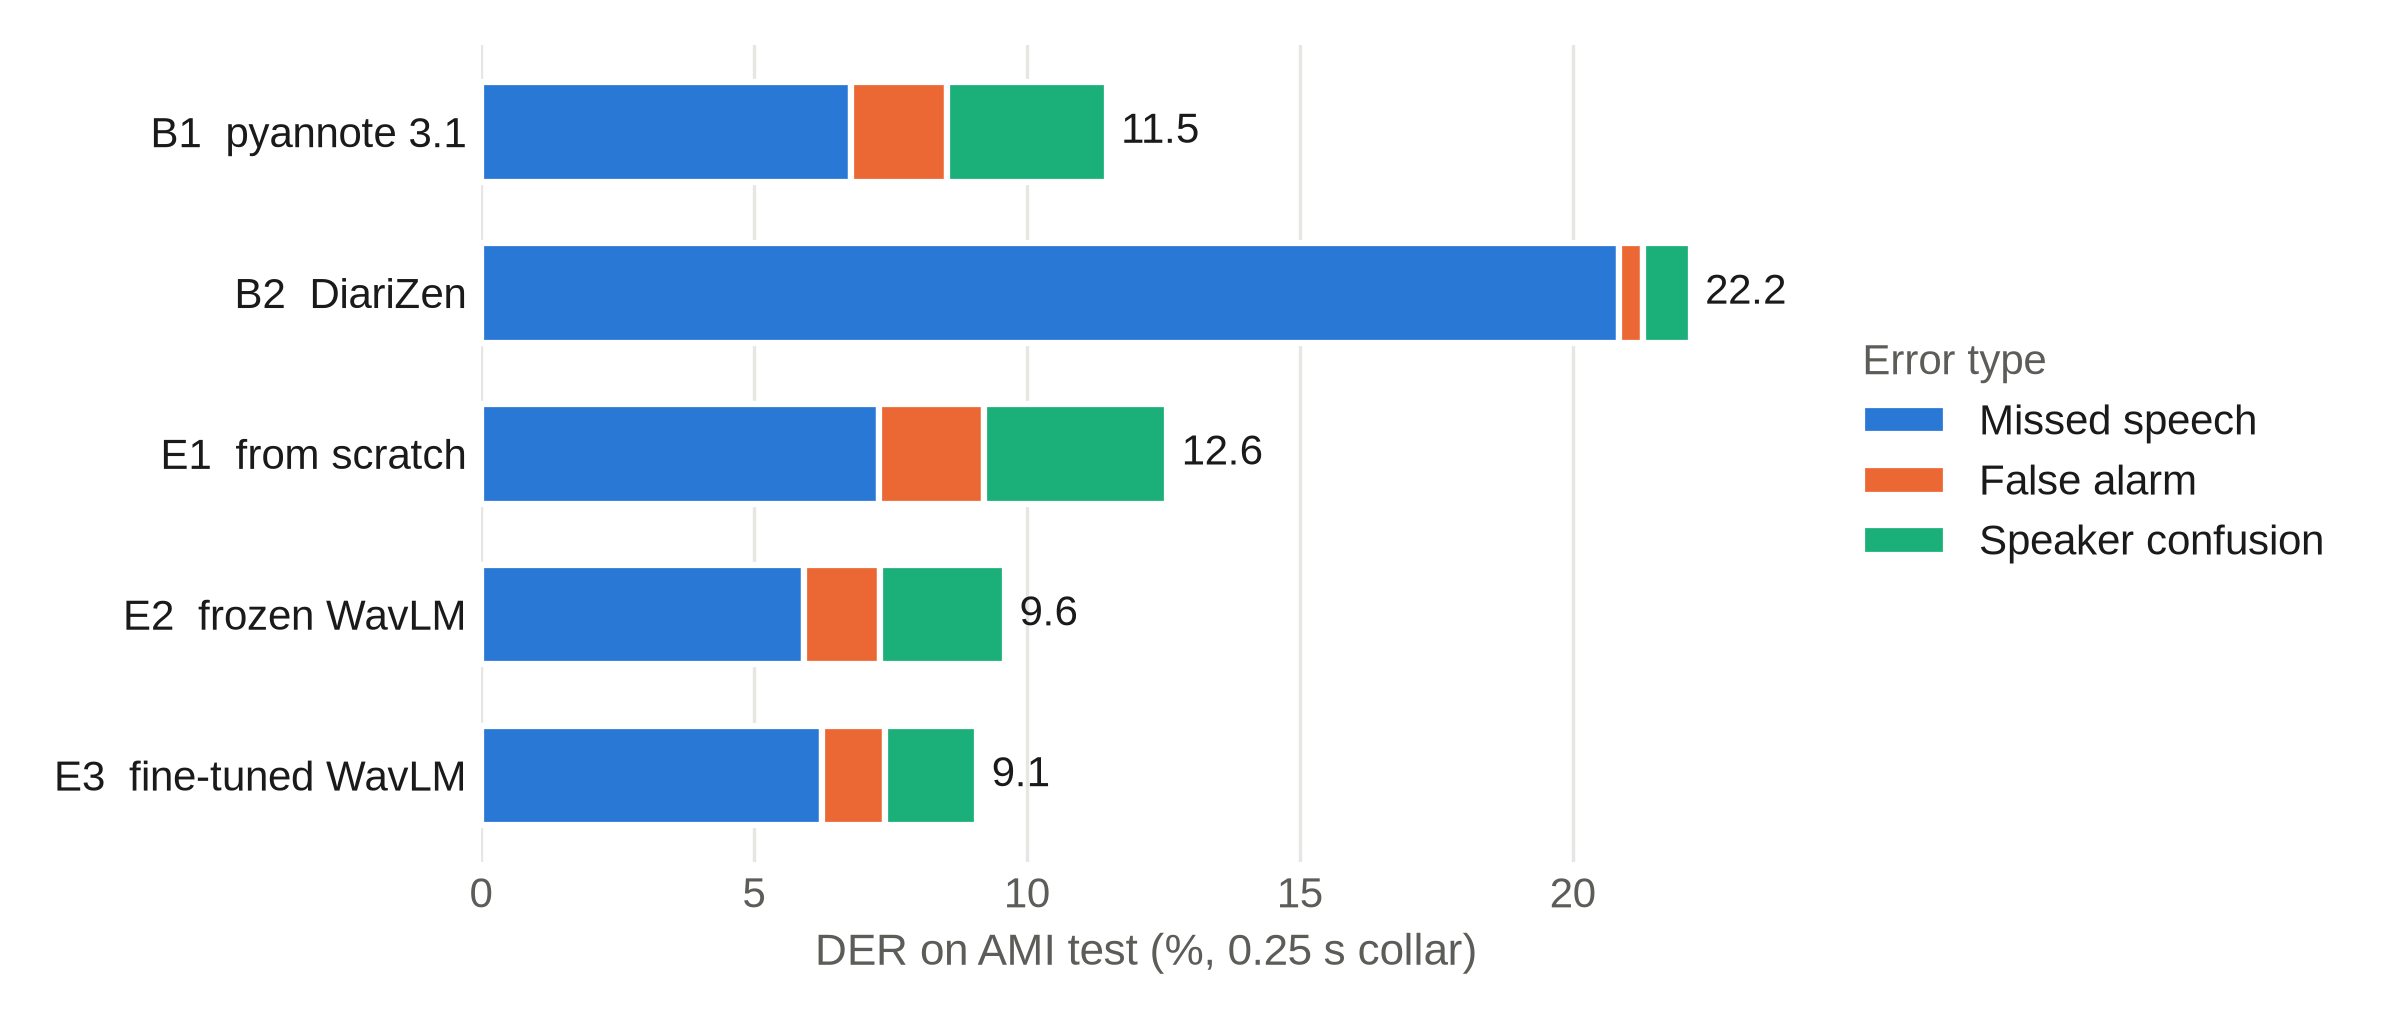 B1  pyannote 3.1
11.5
B2  DiariZen
22.2
E1  from scratch
12.6
E2  frozen WavLM
9.6
E3  fine-tuned WavLM
9.1
0 5 10 15 20
DER on AMI test (%, 0.25 s collar)
Error type
Missed speech
False alarm
Speaker confusion